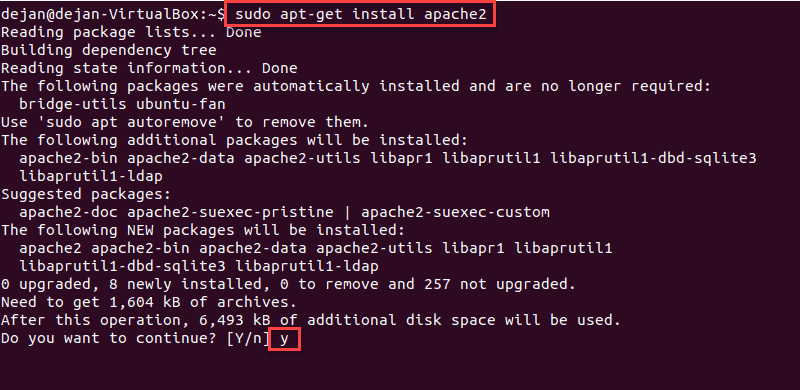 dejan@dejan-VirtualBox:~$ sudo apt-get install apache2
Reading package lists... Done
Building dependency tree
Reading state information... Done
The following packages were automatically installed and are no longer required:
  bridge-utils ubuntu-fan
Use 'sudo apt autoremove' to remove them.
The following additional packages will be installed:
  apache2-bin apache2-data apache2-utils libapr1 libaprutil1 libaprutil1-dbd-sqlite3
  libaprutil1-ldap
Suggested packages:
  apache2-doc apache2-suexec-pristine | apache2-suexec-custom
The following NEW packages will be installed:
  apache2 apache2-bin apache2-data apache2-utils libapr1 libaprutil1
  libaprutil1-dbd-sqlite3 libaprutil1-ldap
0 upgraded, 8 newly installed, 0 to remove and 257 not upgraded.
Need to get 1,604 kB of archives.
After this operation, 6,493 kB of additional disk space will be used.
Do you want to continue? [Y/n] y